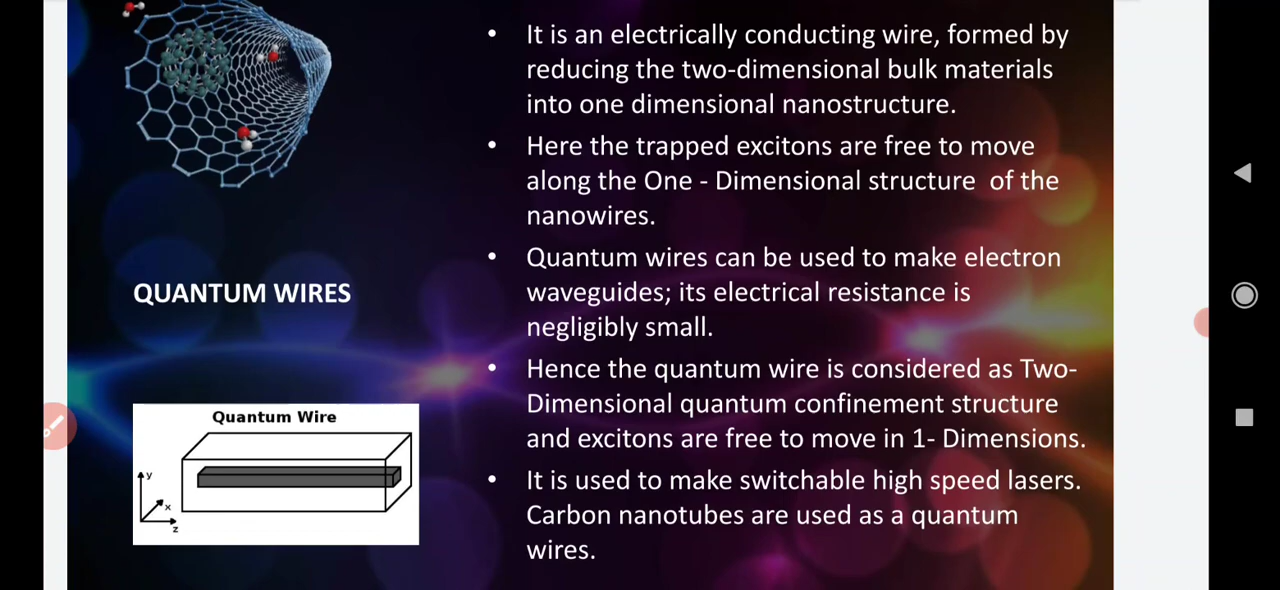 • It is an electrically conducting wire, formed by
reducing the two-dimensional bulk materials
into one dimensional nanostructure.
• Here the trapped excitons are free to move
along the One - Dimensional structure of the
nanowires.
• Quantum wires can be used to make electron
waveguides; its electrical resistance is
negligibly small.
• Hence the quantum wire is considered as Two-
Dimensional quantum confinement structure
and excitons are free to move in 1- Dimensions.
• It is used to make switchable high speed lasers.
Carbon nanotubes are used as a quantum
wires.
QUANTUM WIRES
Quantum Wire
y
x
z